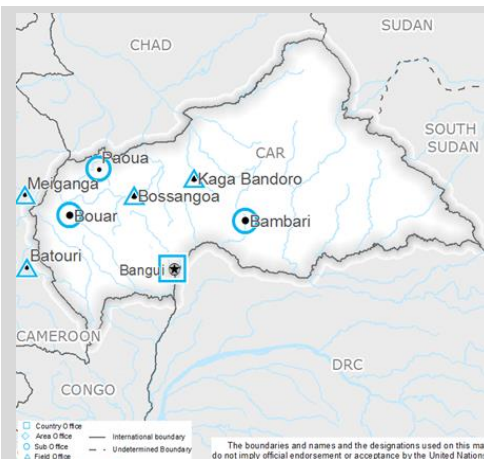 SUDAN
CHAD
SOUTH
SUDAN
Paoua
CAR
Meiganga
Kaga Bandoro
Bossangoa
Bouar
Bambari
Batouri
Bangui
CAMEROON
DRC
CONGO
Country Office
Area Office
Sub Office
Field Office
International boundary
Undetermined Boundary
The boundaries and names and the designations used on this ma
do not imply official endorsement or acceptance by the United Nations